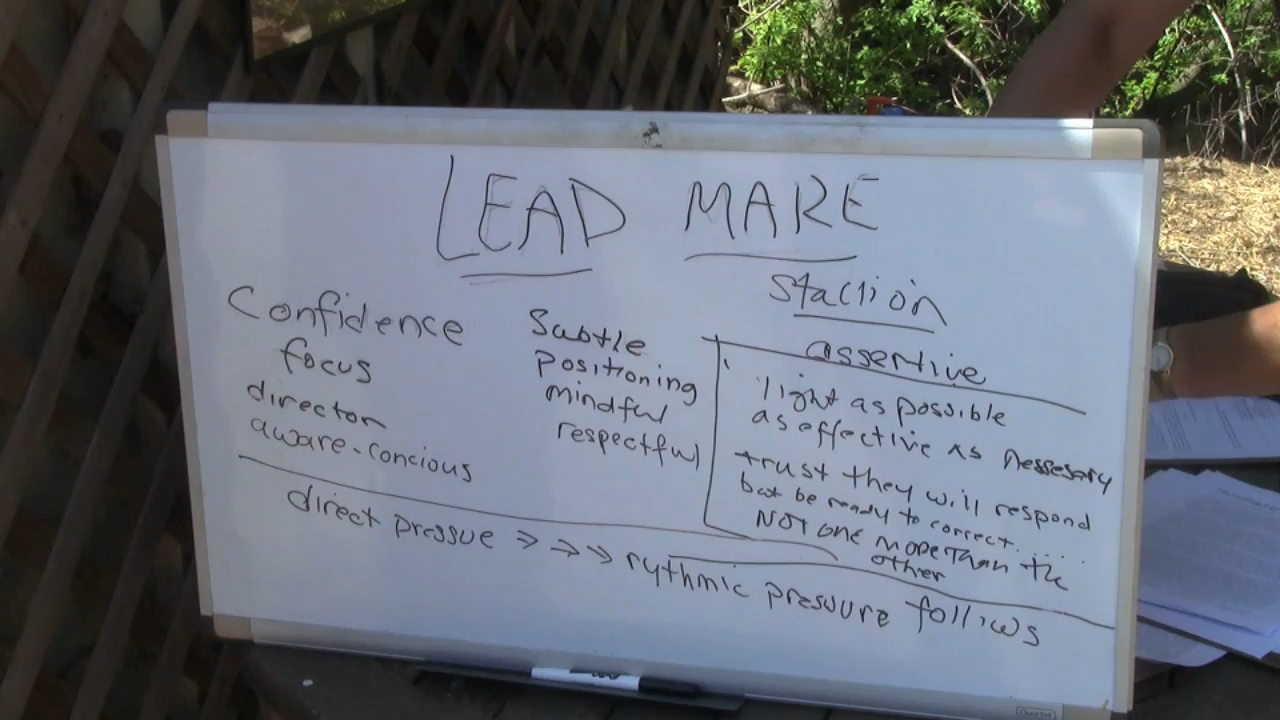 LEAD MARE
Confidence
focus
director
aware-concious
Subtle
Positioning
mindful
respectful
Stallion
assertive
light as possible
as effective as nessesary
trust they will respond
but be ready to correct.....
NOT ONE MORE THAN the
other
direct pressue >>> rythmic pressure follows